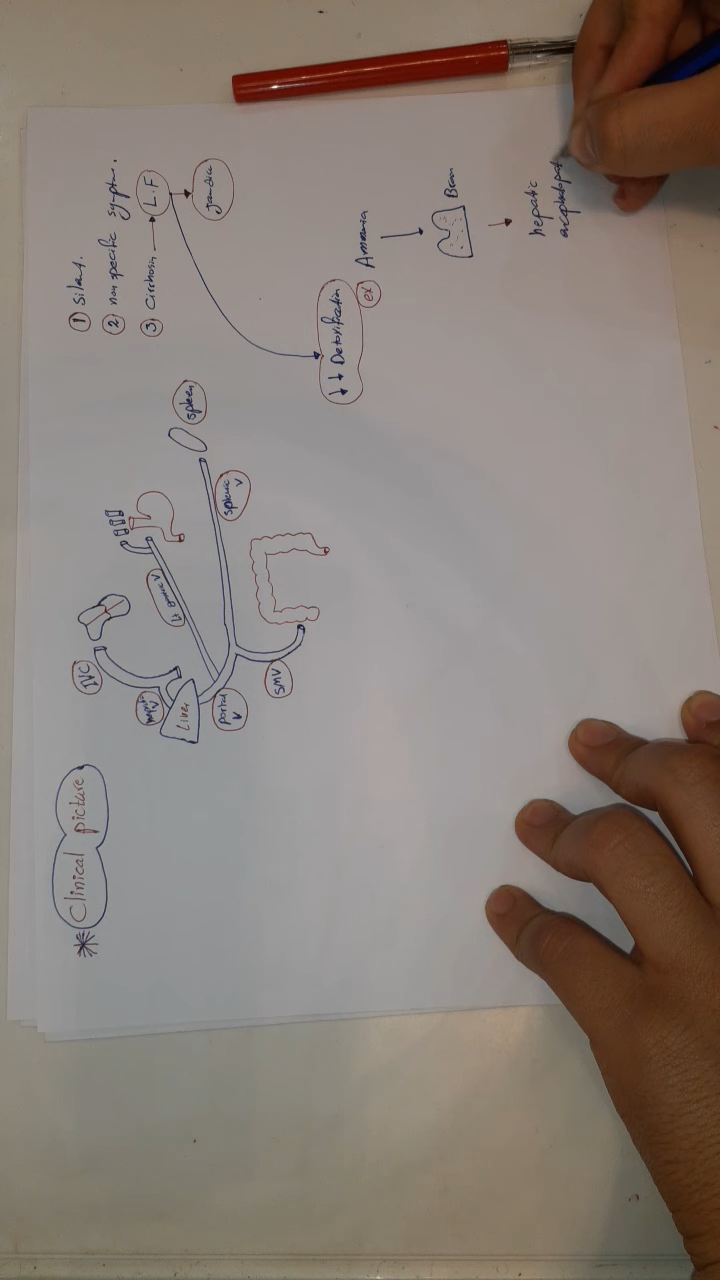 * Clinical picture
① Silent.
② non specific symptm.
③ Cirrhosis → L.F
jaundice
↓↓ Detoxification
ex
Ammonia
Brain
hepatic
IVC
hepatic V
Liver
portal V
SMV
Lt gastric V
splenic V
spleen